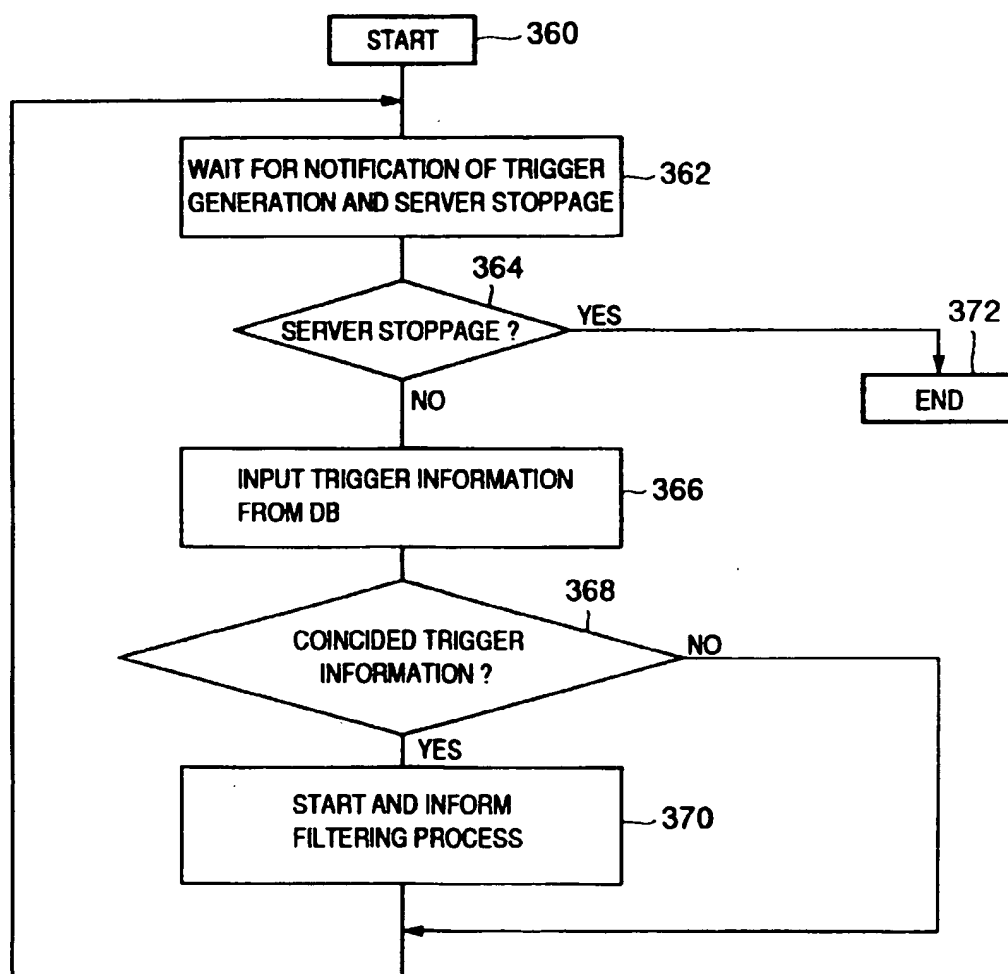 START
360
WAIT FOR NOTIFICATION OF TRIGGER
GENERATION AND SERVER STOPPAGE
362
364
SERVER STOPPAGE ?
YES
372
END
NO
INPUT TRIGGER INFORMATION
FROM DB
366
368
COINCIDED TRIGGER
INFORMATION ?
NO
YES
START AND INFORM
FILTERING PROCESS
370